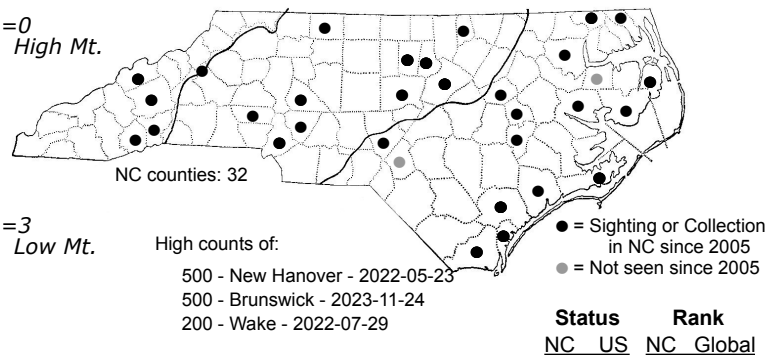 =0
High Mt.
NC counties: 32
=3
Low Mt.
High counts of:
500 - New Hanover - 2022-05-23
500 - Brunswick - 2023-11-24
200 - Wake - 2022-07-29
● = Sighting or Collection
in NC since 2005
● = Not seen since 2005
Status Rank
NC US NC Global